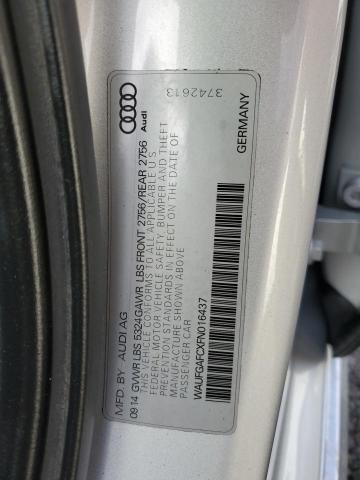 MFD. BY AUDI AG
09 14 GVWR LBS 5324 GAWR LBS FRONT 2756/REAR 2756
THIS VEHICLE CONFORMS TO ALL APPLICABLE U S
FEDERAL MOTOR VEHICLE SAFETY, BUMPER AND THEFT
PREVENTION STANDARDS IN EFFECT ON THE DATE OF
MANUFACTURE SHOWN ABOVE
PASSENGER CAR
WAUFGAFCXFN016437
Audi
3742613
GERMANY